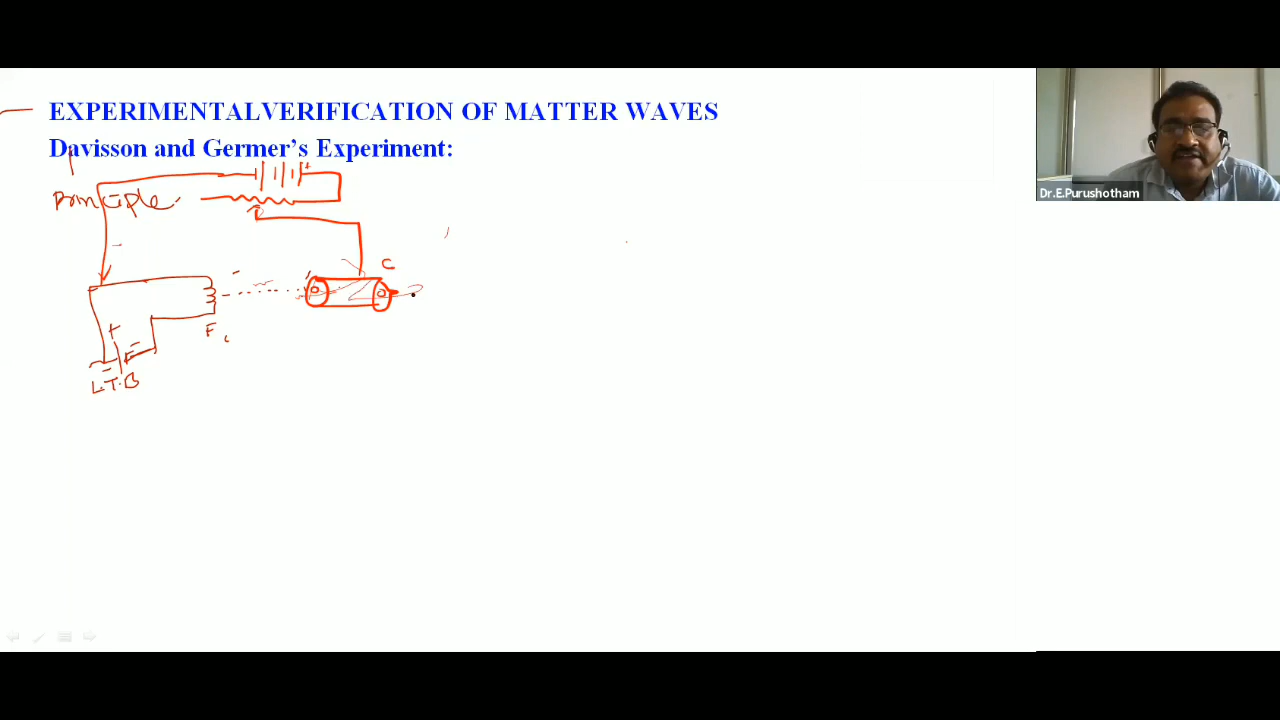 EXPERIMENTALVERIFICATION OF MATTER WAVES
Davisson and Germer's Experiment:
Principle.
+
-
-
C
+
-
-
F
L.T.B
Dr.E.Purushotham